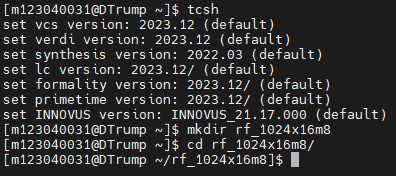 [m123040031@DTrump ~]$ tcsh
set vcs version: 2023.12 (default)
set verdi version: 2023.12 (default)
set synthesis version: 2022.03 (default)
set lc version: 2023.12/ (default)
set formality version: 2023.12/ (default)
set primetime version: 2023.12/ (default)
set INNOVUS version: INNOVUS_21.17.000 (default)
[m123040031@DTrump ~]$ mkdir rf_1024x16m8
[m123040031@DTrump ~]$ cd rf_1024x16m8/
[m123040031@DTrump ~/rf_1024x16m8]$